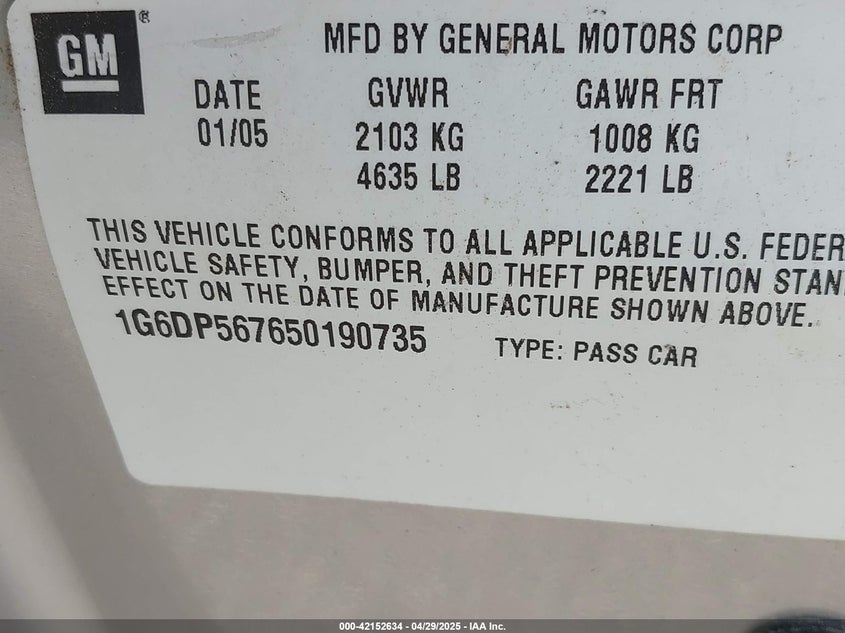 GM®
MFD BY GENERAL MOTORS CORP
DATE GVWR GAWR FRT
01/05 2103 KG 1008 KG
4635 LB 2221 LB
THIS VEHICLE CONFORMS TO ALL APPLICABLE U.S. FEDER
VEHICLE SAFETY, BUMPER, AND THEFT PREVENTION STAN
EFFECT ON THE DATE OF MANUFACTURE SHOWN ABOVE.
1G6DP567650190735 TYPE: PASS CAR
000-42152634 - 04/29/2025 - IAA Inc.